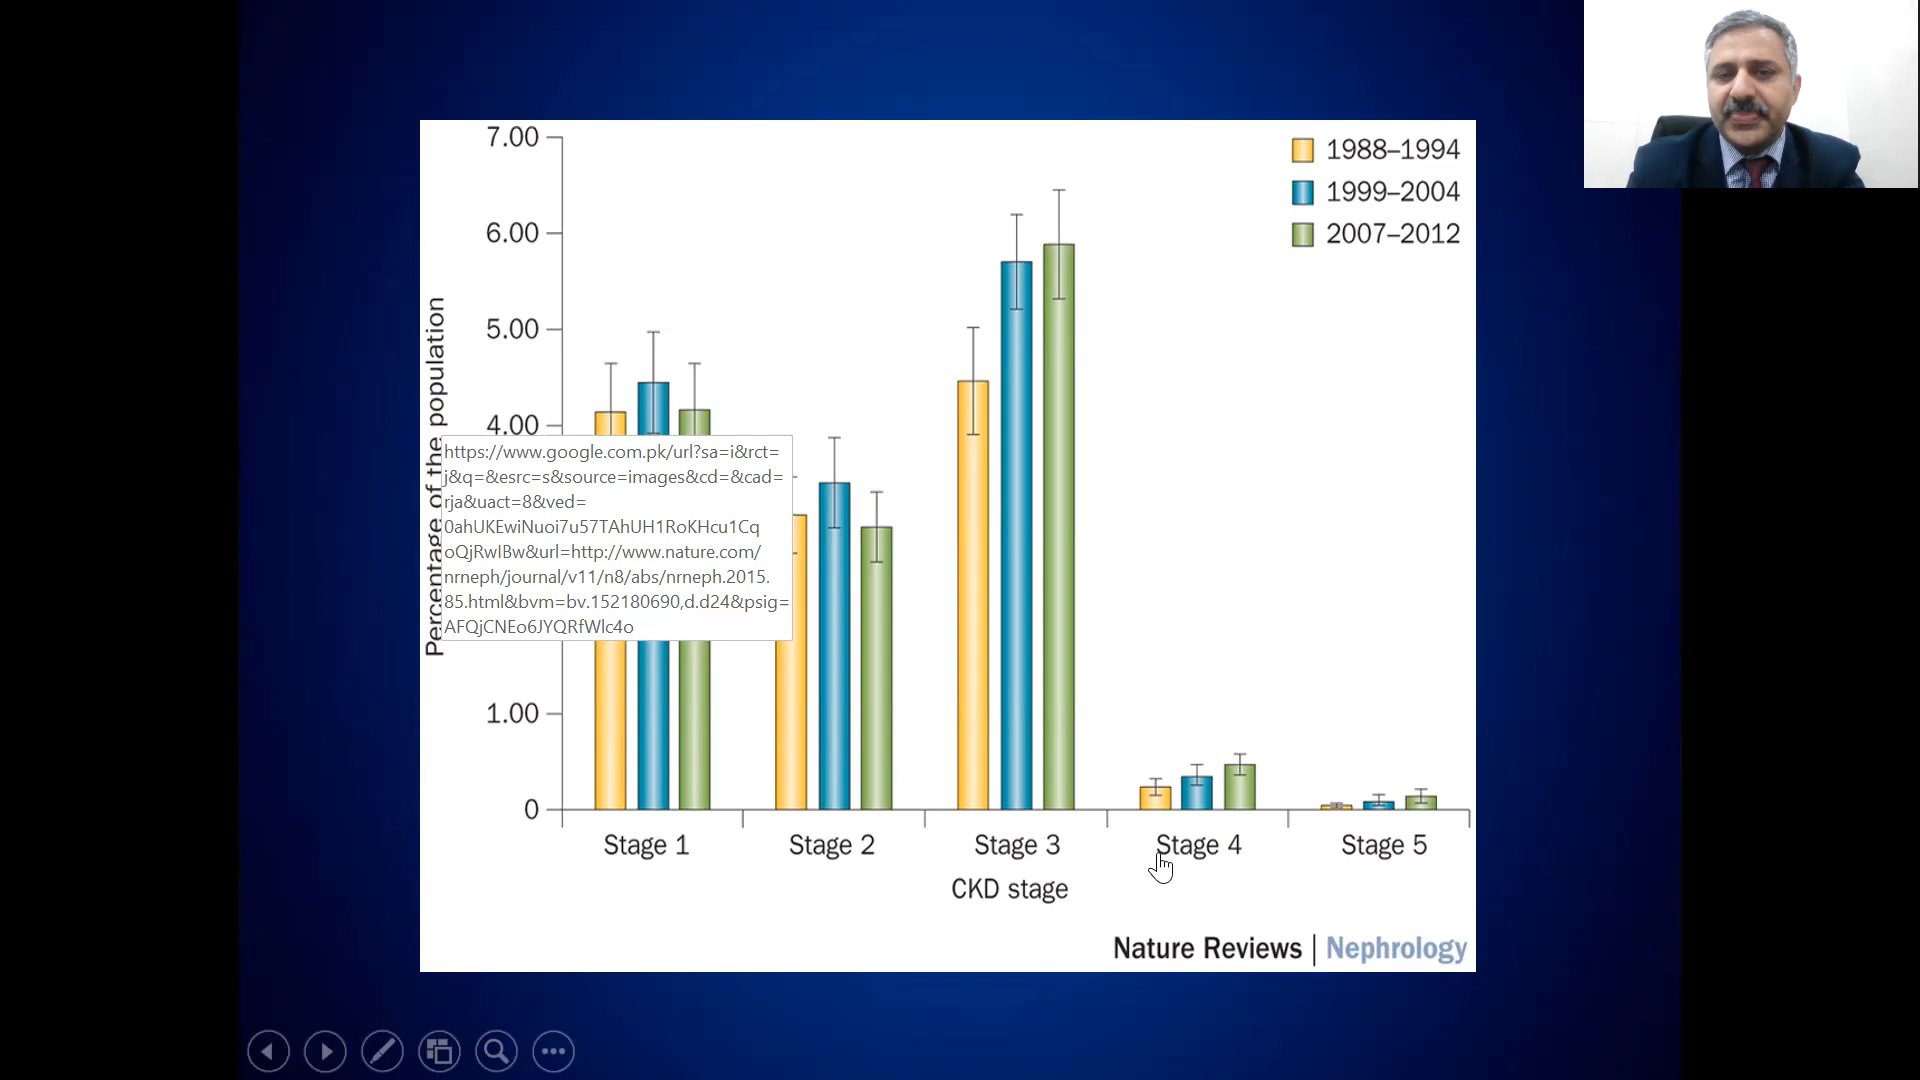 7.00
6.00
5.00
4.00
1.00
0
Percentage of the population
1988–1994
1999–2004
2007–2012
https://www.google.com.pk/url?sa=i&rct=
j&q=&esrc=s&source=images&cd=&cad=
rja&uact=8&ved=
0ahUKEwiNuoi7u57TAhUH1RoKHcu1Cq
oQjRwIBw&url=http://www.nature.com/
nrneph/journal/v11/n8/abs/nrneph.2015.
85.html&bvm=bv.152180690,d.d24&psig=
AFQjCNEo6JYQRfWlc4o
Stage 1
Stage 2
Stage 3
Stage 4
Stage 5
CKD stage
Nature Reviews | Nephrology